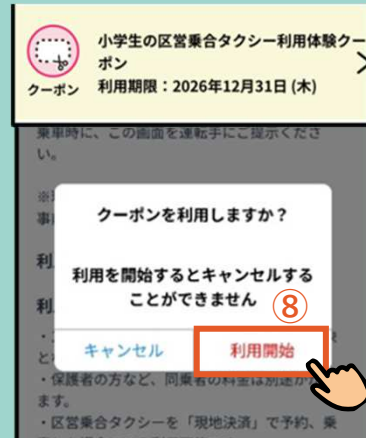 小学生の区営乗合タクシー利用体験クー
ポン
クーポン
利用期限：2026年12月31日 (木)
乗車時に、この画面を運転手にご提示くださ
い。
クーポンを利用しますか？
利用を開始するとキャンセルする
ことができません
⑧
キャンセル
利用開始
・保護者の方など、同乗者の料金は別途か
ます。
・区営乗合タクシーを「現地決済」で予約、乗